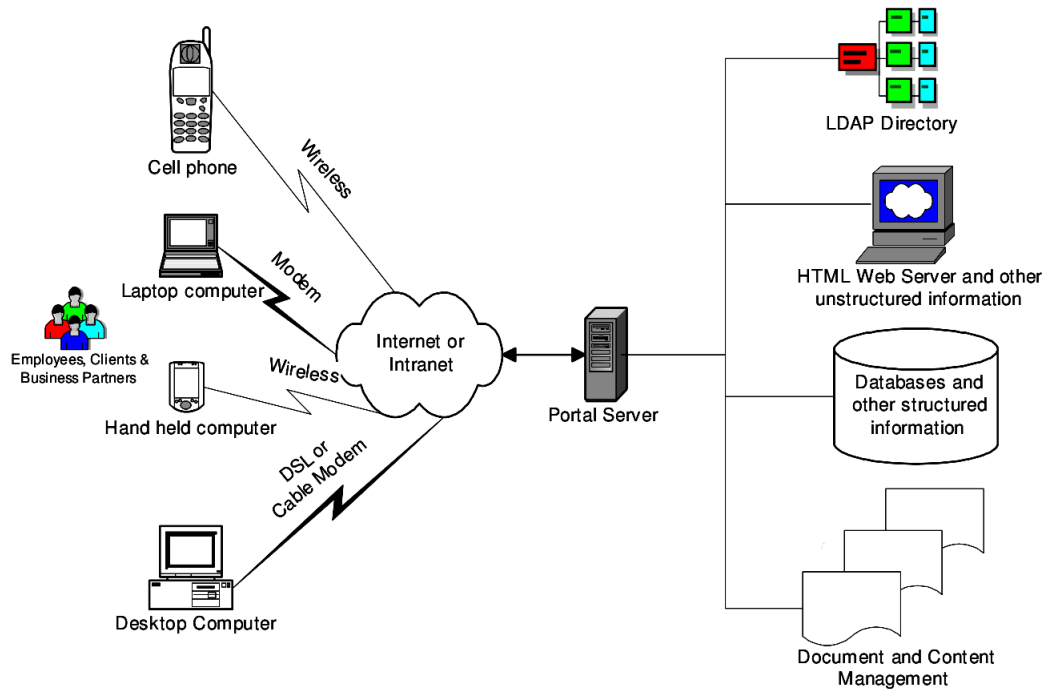 Cell phone
Wireless
Laptop computer
Modem
Employees, Clients &
Business Partners
Wireless
Hand held computer
DSL or
Cable Modem
Desktop Computer
Internet or
Intranet
Portal Server
LDAP Directory
HTML Web Server and other
unstructured information
Databases and
other structured
information
Document and Content
Management